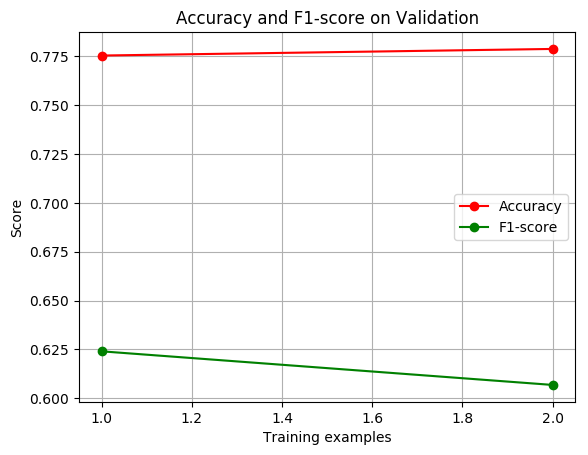 Accuracy and F1-score on Validation
0.775
0.750
0.725
0.700
0.675
0.650
0.625
0.600
Score
Accuracy
F1-score
1.0 1.2 1.4 1.6 1.8 2.0
Training examples